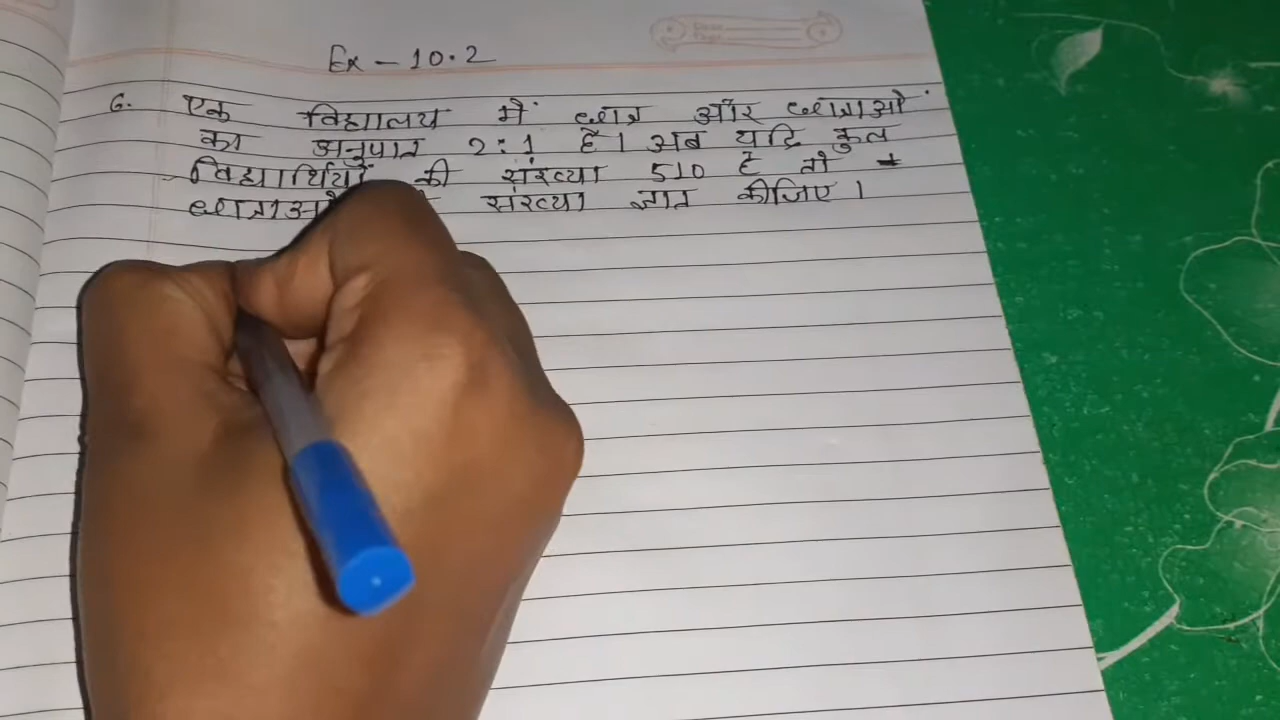 Ex - 10.2
6. एक विद्यालय में छात्र और छात्राओं
का अनुपात 2:1 है। अब यदि कुल
विद्यार्थियों की संख्या 510 है तो
छात्राओं संख्या ज्ञात कीजिए।